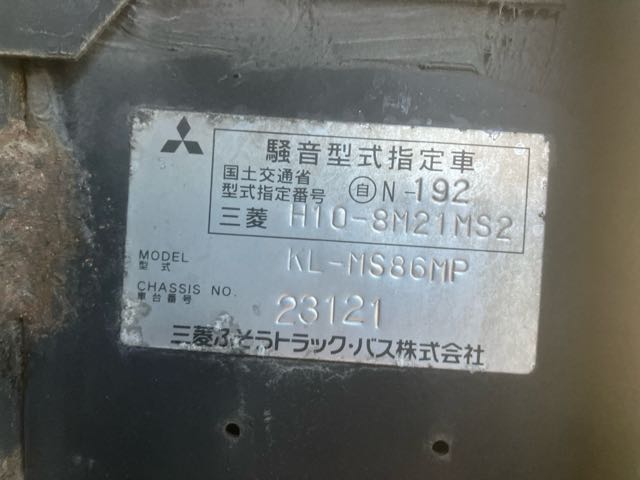 騒音型式指定車
国土交通省
型式指定番号 自 N-192
三菱 H10-8M21MS2
MODEL
型式
KL-MS86MP
CHASSIS NO.
車台番号
23121
三菱ふそうトラック・バス株式会社